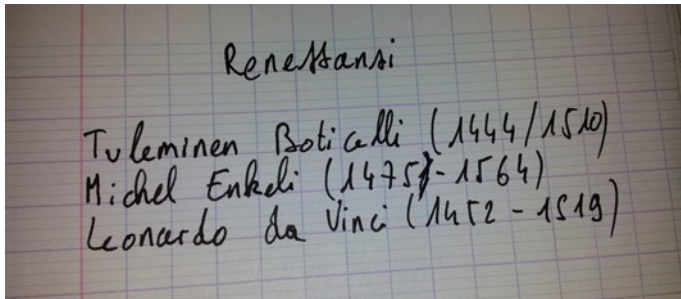 Renessansi
Tuleminen Boticelli (1444/1510)
Michel Enkeli (1475)-1564)
Leonardo da Vinci (1452-1519)